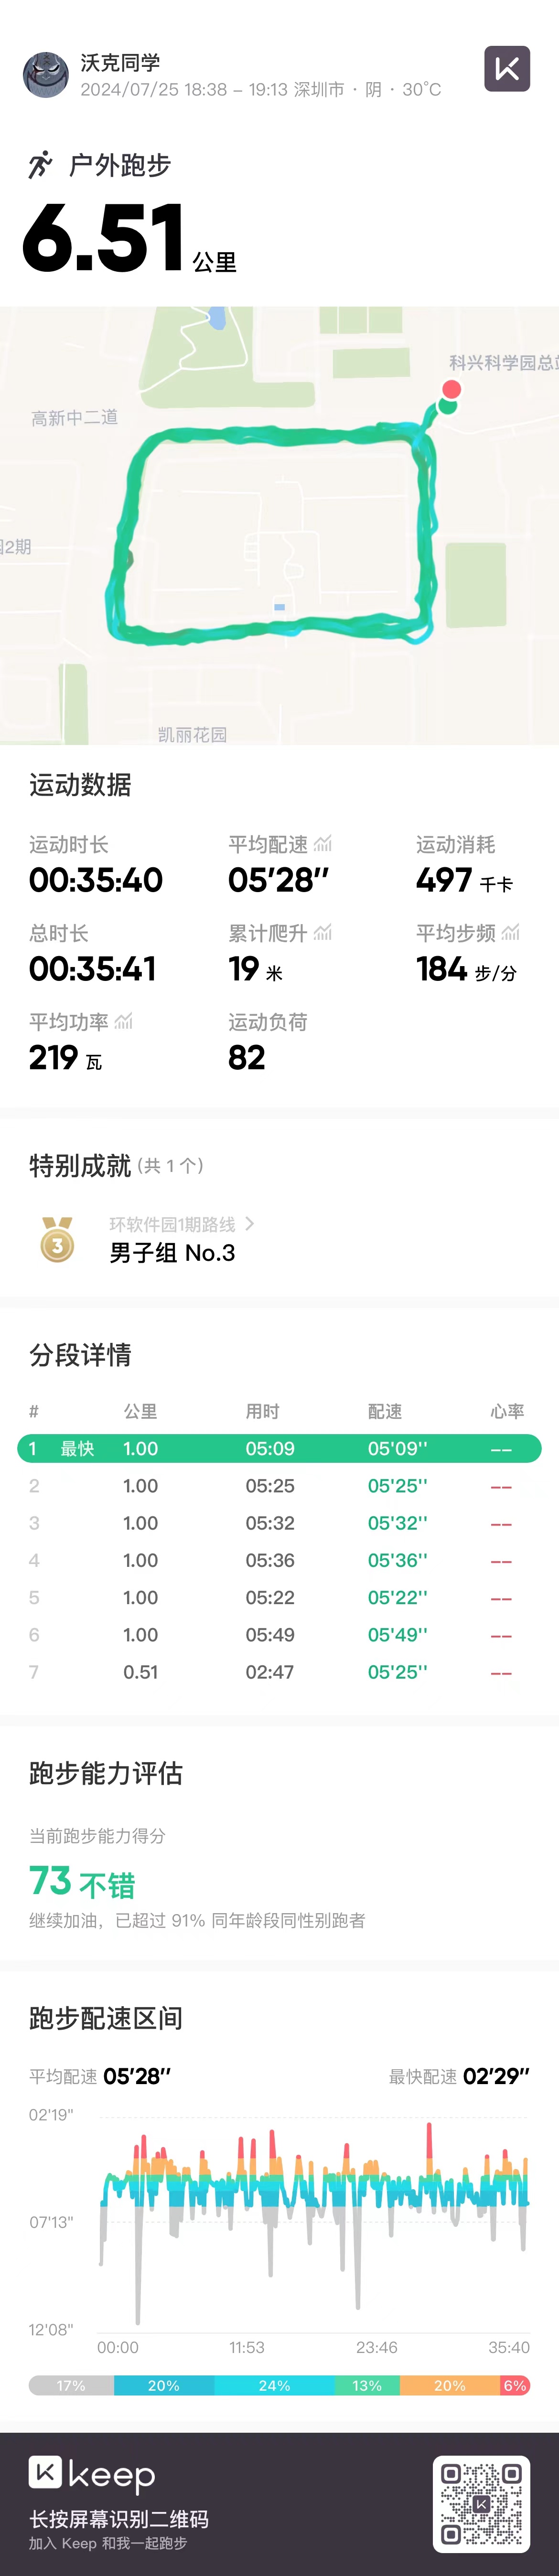 沃克同学
2024/07/25 18:38 - 19:13 深圳市 · 阴 · 30°C
户外跑步
6.51 公里
科兴科学园总
高新中二道
2期
凯丽花园
运动数据
运动时长 平均配速 运动消耗
00:35:40 05'28'' 497 千卡
总时长 累计爬升 平均步频
00:35:41 19 米 184 步/分
平均功率 运动负荷
219 瓦 82
特别成就 (共 1 个)
3
环软件园1期路线 >
男子组 No.3
分段详情
# 公里 用时 配速 心率
1 最快 1.00 05:09 05'09'' --
2 1.00 05:25 05'25'' --
3 1.00 05:32 05'32'' --
4 1.00 05:36 05'36'' --
5 1.00 05:22 05'22'' --
6 1.00 05:49 05'49'' --
7 0.51 02:47 05'25'' --
跑步能力评估
当前跑步能力得分
73 不错
继续加油，已超过 91% 同年龄段同性别跑者
跑步配速区间
平均配速 05'28'' 最快配速 02'29''
02'19"
07'13"
12'08"
00:00 11:53 23:46 35:40
17% 20% 24% 13% 20% 6%
keep
长按屏幕识别二维码
加入 Keep 和我一起跑步